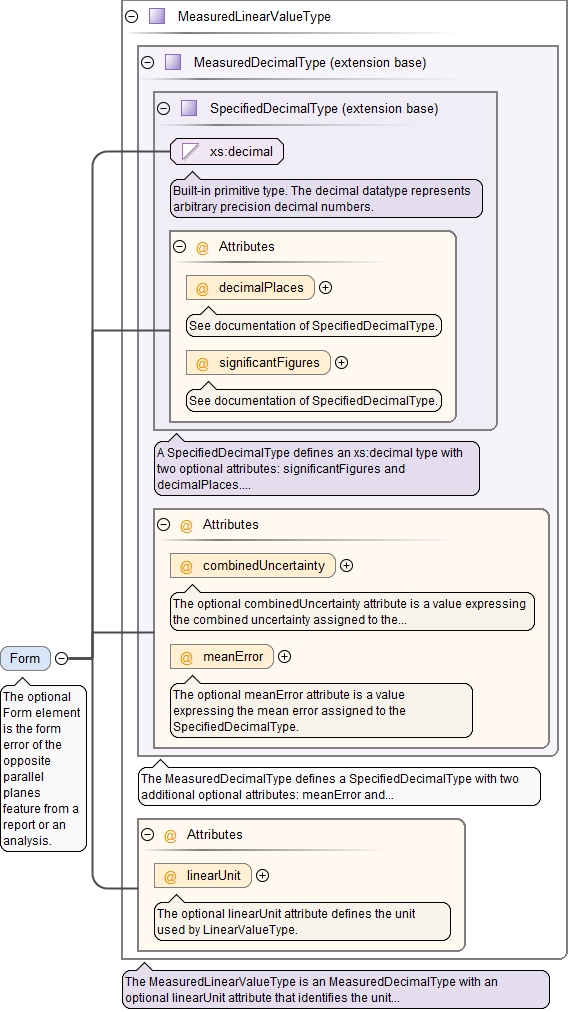 MeasuredLinearValueType
MeasuredDecimalType (extension base)
SpecifiedDecimalType (extension base)
xs:decimal
Built-in primitive type. The decimal datatype represents
arbitrary precision decimal numbers.
@ Attributes
@ decimalPlaces
See documentation of SpecifiedDecimalType.
@ significantFigures
See documentation of SpecifiedDecimalType.
A SpecifiedDecimalType defines an xs:decimal type with
two optional attributes: significantFigures and
decimalPlaces....
@ Attributes
@ combinedUncertainty
The optional combinedUncertainty attribute is a value expressing
the combined uncertainty assigned to the...
@ meanError
The optional meanError attribute is a value
expressing the mean error assigned to the
SpecifiedDecimalType.
The MeasuredDecimalType defines a SpecifiedDecimalType with two
additional optional attributes: meanError and...
@ Attributes
@ linearUnit
The optional linearUnit attribute defines the unit
used by LinearValueType.
The MeasuredLinearValueType is an MeasuredDecimalType with an
optional linearUnit attribute that identifies the unit...
Form
The optional
Form element
is the form
error of the
opposite
parallel
planes
feature from a
report or an
analysis.